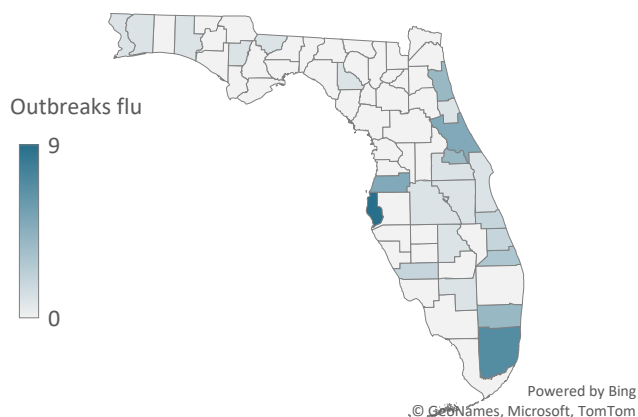 Outbreaks flu
9
0
Powered by Bing
© GeoNames, Microsoft, TomTom